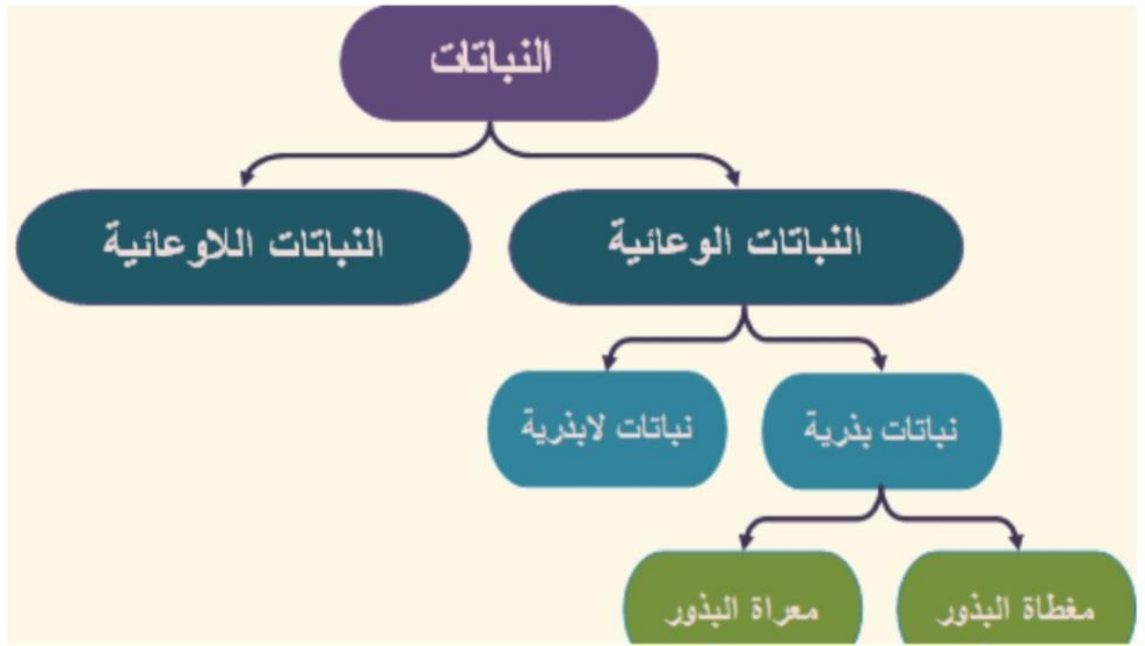 النباتات
النباتات الوعائية
النباتات اللاوعائية
نباتات بذرية
نباتات لابذرية
مغطاة البذور
معراة البذور